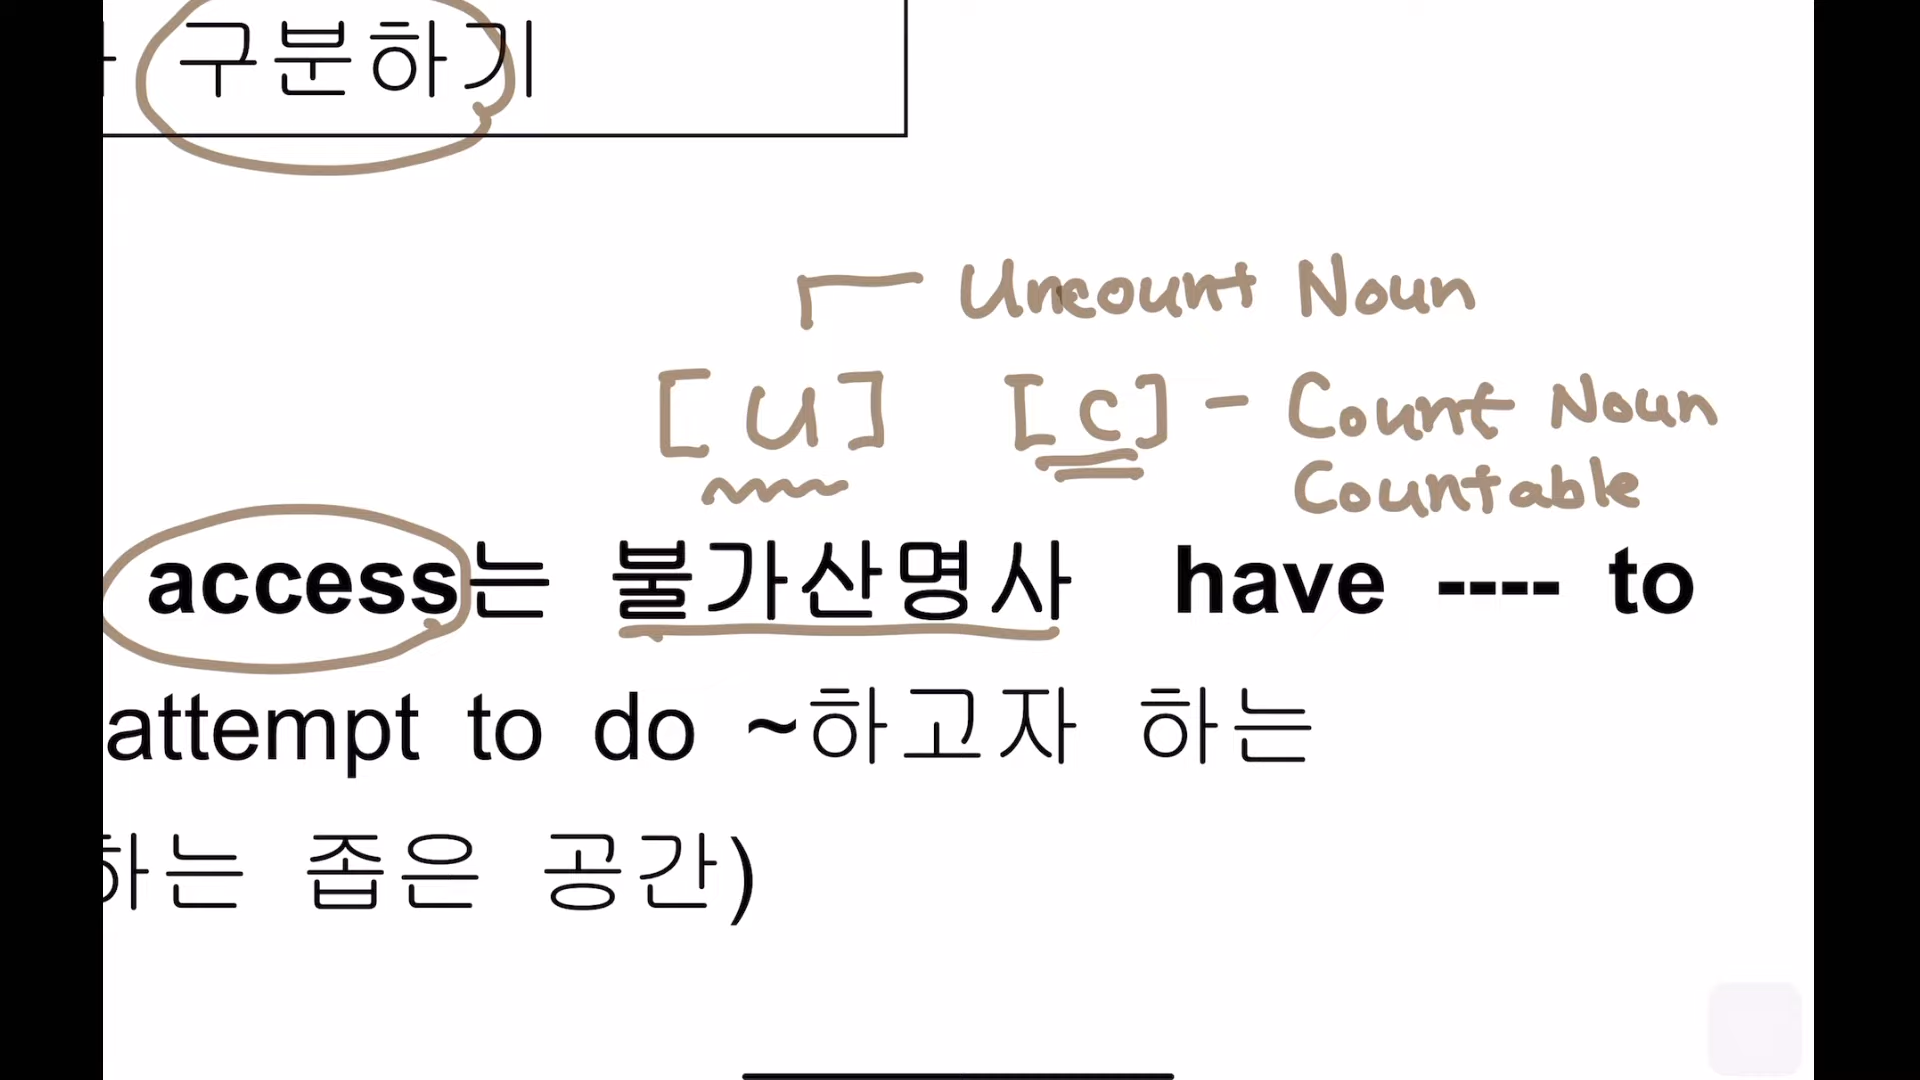 구분하기
Uncount Noun
[U] [C] - Count Noun
Countable
access는 불가산명사 have ---- to
attempt to do ~하고자 하는
하는 좁은 공간)